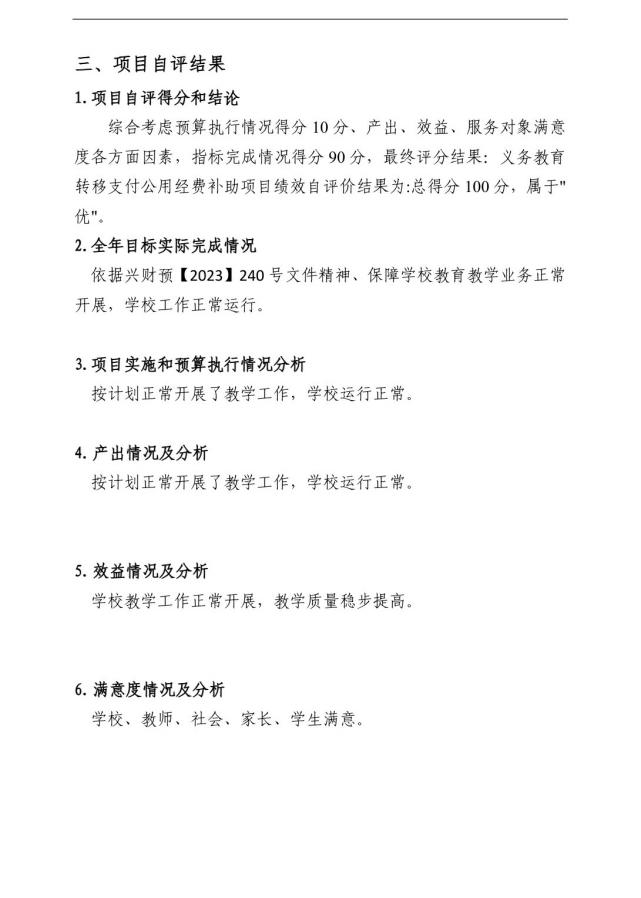 三、项目自评结果
1. 项目自评得分和结论
综合考虑预算执行情况得分 10 分、产出、效益、服务对象满意
度各方面因素，指标完成情况得分 90 分，最终评分结果：义务教育
转移支付公用经费补助项目绩效自评价结果为:总得分 100 分，属于"
优"。
2. 全年目标实际完成情况
依据兴财预【2023】240 号文件精神、保障学校教育教学业务正常
开展，学校工作正常运行。
3. 项目实施和预算执行情况分析
按计划正常开展了教学工作，学校运行正常。
4. 产出情况及分析
按计划正常开展了教学工作，学校运行正常。
5. 效益情况及分析
学校教学工作正常开展，教学质量稳步提高。
6. 满意度情况及分析
学校、教师、社会、家长、学生满意。